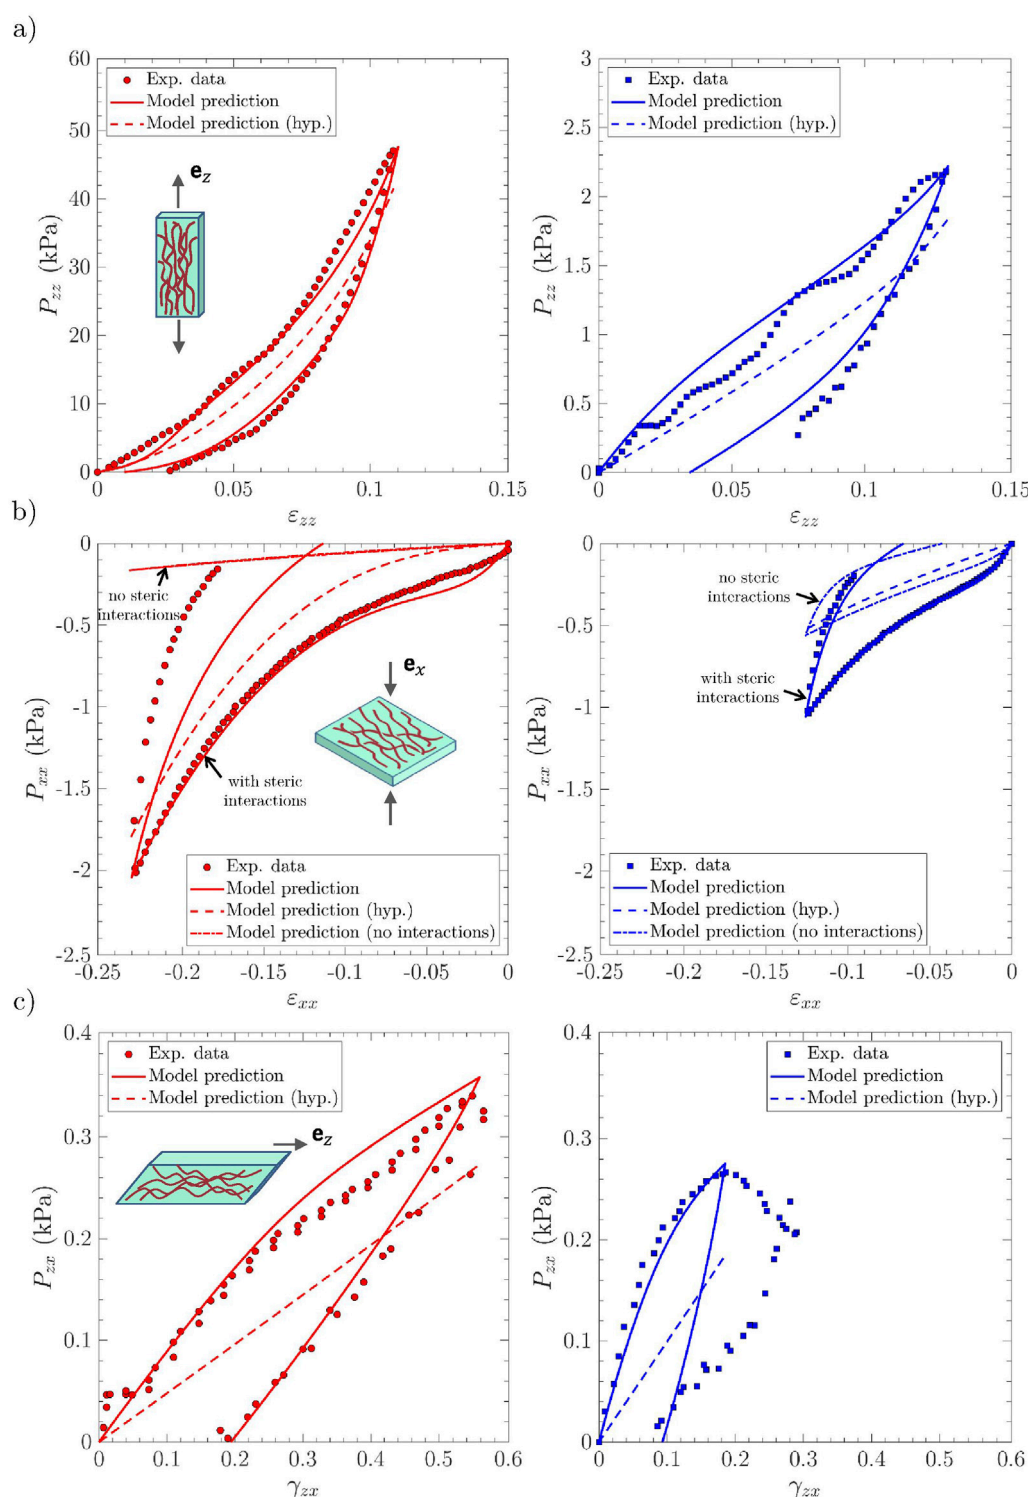 a)
60
50
40
30
20
10
0
P_zz (kPa)
Exp. data
Model prediction
Model prediction (hyp.)
e_z
0
0.05
0.1
0.15
ε_zz
3
2.5
2
1.5
1
0.5
0
P_zz (kPa)
Exp. data
Model prediction
Model prediction (hyp.)
0
0.05
0.1
0.15
ε_zz
b)
0
-0.5
-1
-1.5
-2
-2.5
P_xx (kPa)
no steric
interactions
e_x
with steric
interactions
Exp. data
Model prediction
Model prediction (hyp.)
Model prediction (no interactions)
-0.25
-0.2
-0.15
-0.1
-0.05
0
ε_xx
0
-0.5
-1
-1.5
-2
-2.5
P_xx (kPa)
no steric
interactions
with steric
interactions
Exp. data
Model prediction
Model prediction (hyp.)
Model prediction (no interactions)
-0.25
-0.2
-0.15
-0.1
-0.05
0
ε_xx
c)
0.4
0.3
0.2
0.1
0
P_zx (kPa)
Exp. data
Model prediction
Model prediction (hyp.)
e_z
0
0.1
0.2
0.3
0.4
0.5
0.6
γ_zx
0.4
0.3
0.2
0.1
0
P_zx (kPa)
Exp. data
Model prediction
Model prediction (hyp.)
0
0.1
0.2
0.3
0.4
0.5
0.6
γ_zx